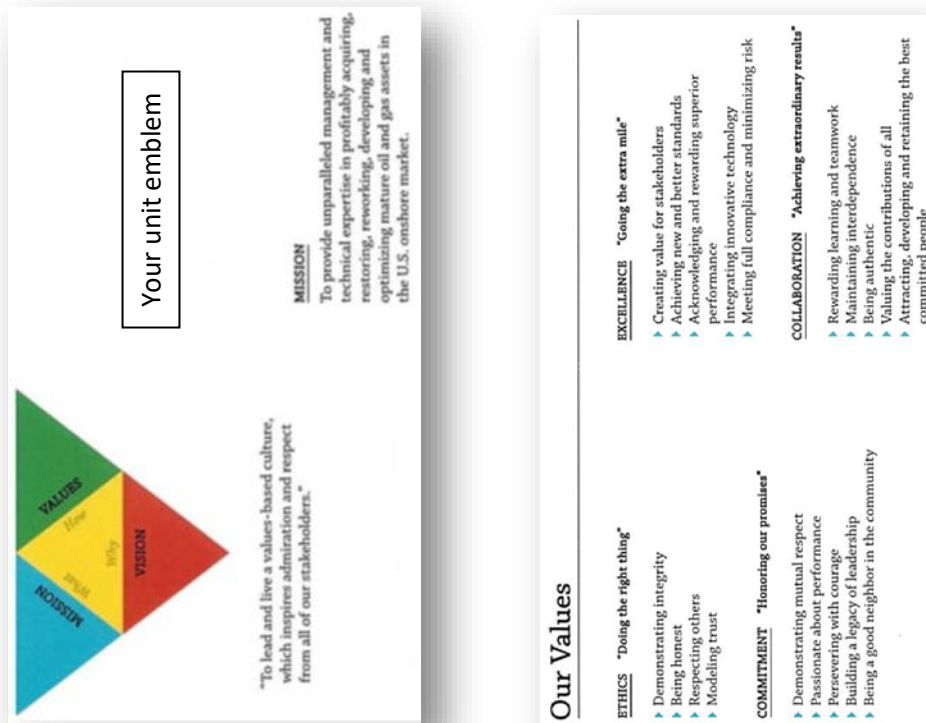 MISSION
VALUES
What
How
Why
VISION
Your unit emblem
"To lead and live a values-based culture,
which inspires admiration and respect
from all of our stakeholders."
MISSION
To provide unparalleled management and
technical expertise in profitably acquiring,
restoring, reworking, developing and
optimizing mature oil and gas assets in
the U.S. onshore market.
Our Values
ETHICS "Doing the right thing"
Demonstrating integrity
Being honest
Respecting others
Modeling trust
COMMITMENT "Honoring our promises"
Demonstrating mutual respect
Passionate about performance
Persevering with courage
Building a legacy of leadership
Being a good neighbor in the community
EXCELLENCE "Going the extra mile"
Creating value for stakeholders
Achieving new and better standards
Acknowledging and rewarding superior
performance
Integrating innovative technology
Meeting full compliance and minimizing risk
COLLABORATION "Achieving extraordinary results"
Rewarding learning and teamwork
Maintaining interdependence
Being authentic
Valuing the contributions of all
Attracting, developing and retaining the best
committed people